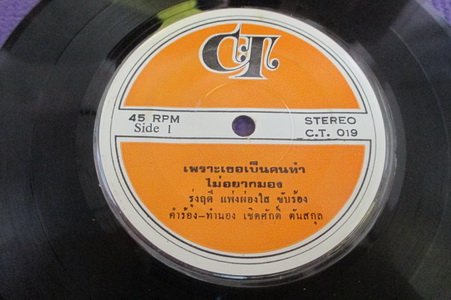 CT
45 RPM
Side 1
STEREO
C.T. 019
เพราะเธอเป็นคนทำ
ไม่อยากมอง
รุ่งฤดี แพ่งผ่องใส ขับร้อง
คำร้อง-ทำนอง เชิดศักดิ์ ตันสกุล